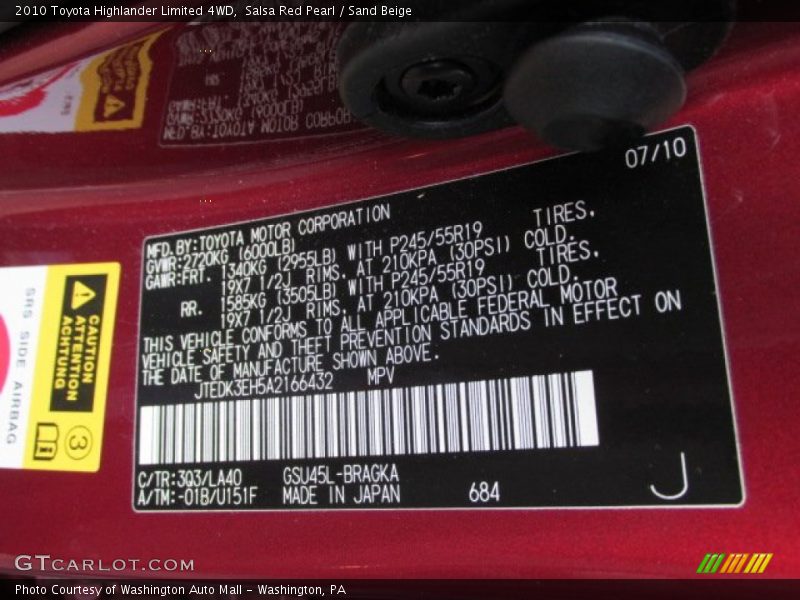 2010 Toyota Highlander Limited 4WD, Salsa Red Pearl / Sand Beige
07/10
MFD.BY:TOYOTA MOTOR CORPORATION
GVWR:2720KG (6000LB)
GAWR:FRT. 1340KG (2955LB) WITH P245/55R19 TIRES.
19X7 1/2J RIMS. AT 210KPA (30PSI) COLD.
RR. 1585KG (3505LB) WITH P245/55R19 TIRES.
19X7 1/2J RIMS. AT 210KPA (30PSI) COLD.
THIS VEHICLE CONFORMS TO ALL APPLICABLE FEDERAL MOTOR
VEHICLE SAFETY AND THEFT PREVENTION STANDARDS IN EFFECT ON
THE DATE OF MANUFACTURE SHOWN ABOVE.
JTEDK3EH5A2166432 MPV
C/TR:3Q3/LA40 GSU45L-BRAGKA
A/TM:-01B/U151F MADE IN JAPAN 684
J
CAUTION
ATTENTION
ACHTUNG
3
SRS SIDE AIRBAG
GTCARLOT.COM
Photo Courtesy of Washington Auto Mall - Washington, PA